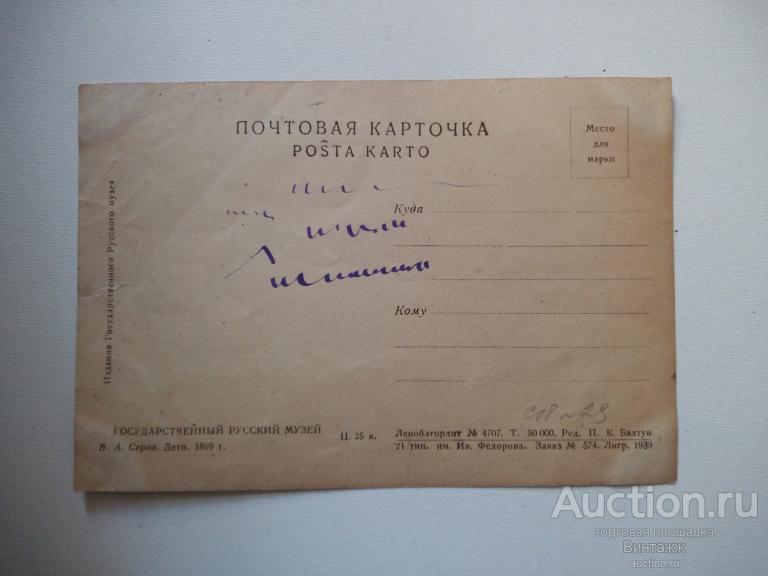 ПОЧТОВАЯ КАРТОЧКА
POŜTA KARTO
Место
для
марки
Издание Государственного Русского музея
Куда
Кому
ГОСУДАРСТВЕННЫЙ РУССКИЙ МУЗЕЙ
В. А. Серов. Дети. 1899 г.
Ц. 25 к.
Леноблгорлит № 4707. Т. 50 000. Ред. П. К. Балтун
21 тип. им. Ив. Федорова. Заказ № 574. Лнгр. 1939
Auction.ru
торговая площадка
Винтажж
auction.ru